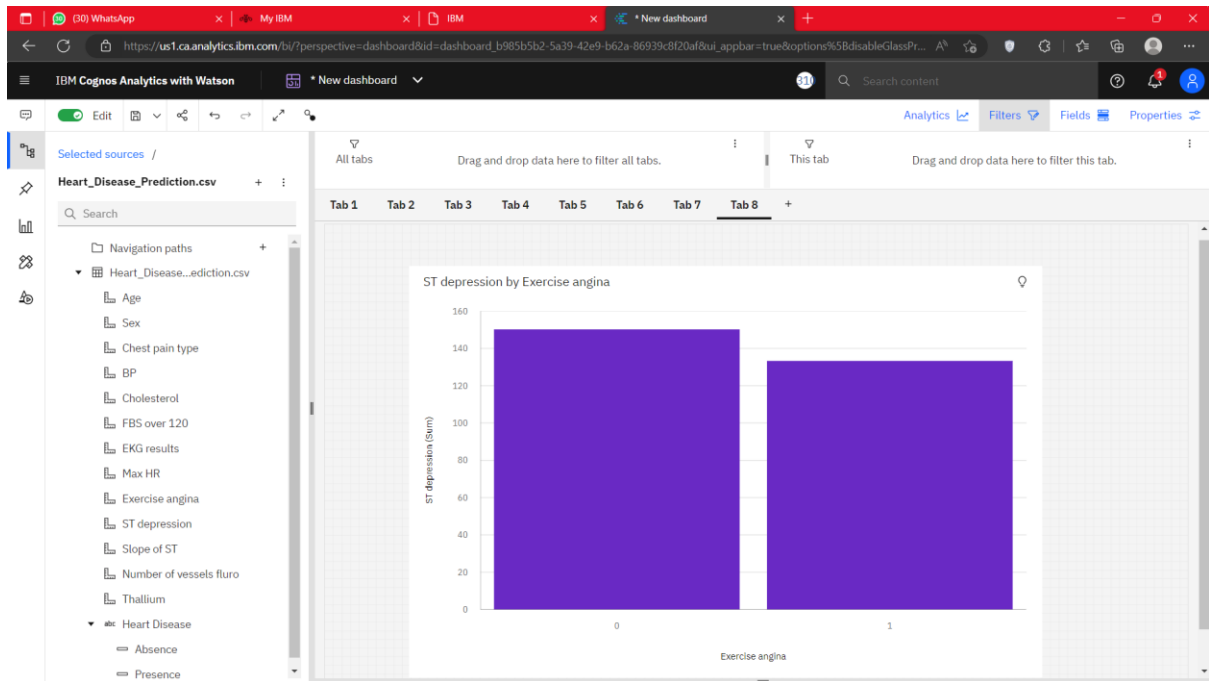 (30) WhatsApp
My IBM
IBM
* New dashboard
https://us1.ca.analytics.ibm.com/bi/?perspective=dashboard&id=dashboard_b985b5b2-5a39-42e9-b62a-86939c8f20af&ui_appbar=true&options%5BdisableGlassPr...
IBM Cognos Analytics with Watson
* New dashboard
Search content
Edit
Analytics
Filters
Fields
Properties
Selected sources /
Heart_Disease_Prediction.csv
Search
Navigation paths
Heart_Disease...ediction.csv
Age
Sex
Chest pain type
BP
Cholesterol
FBS over 120
EKG results
Max HR
Exercise angina
ST depression
Slope of ST
Number of vessels fluro
Thallium
abc Heart Disease
Absence
Presence
All tabs
Drag and drop data here to filter all tabs.
This tab
Drag and drop data here to filter this tab.
Tab 1 Tab 2 Tab 3 Tab 4 Tab 5 Tab 6 Tab 7 Tab 8 +
ST depression by Exercise angina
160
140
120
100
80
60
40
20
0
ST depression (Sum)
0 1
Exercise angina